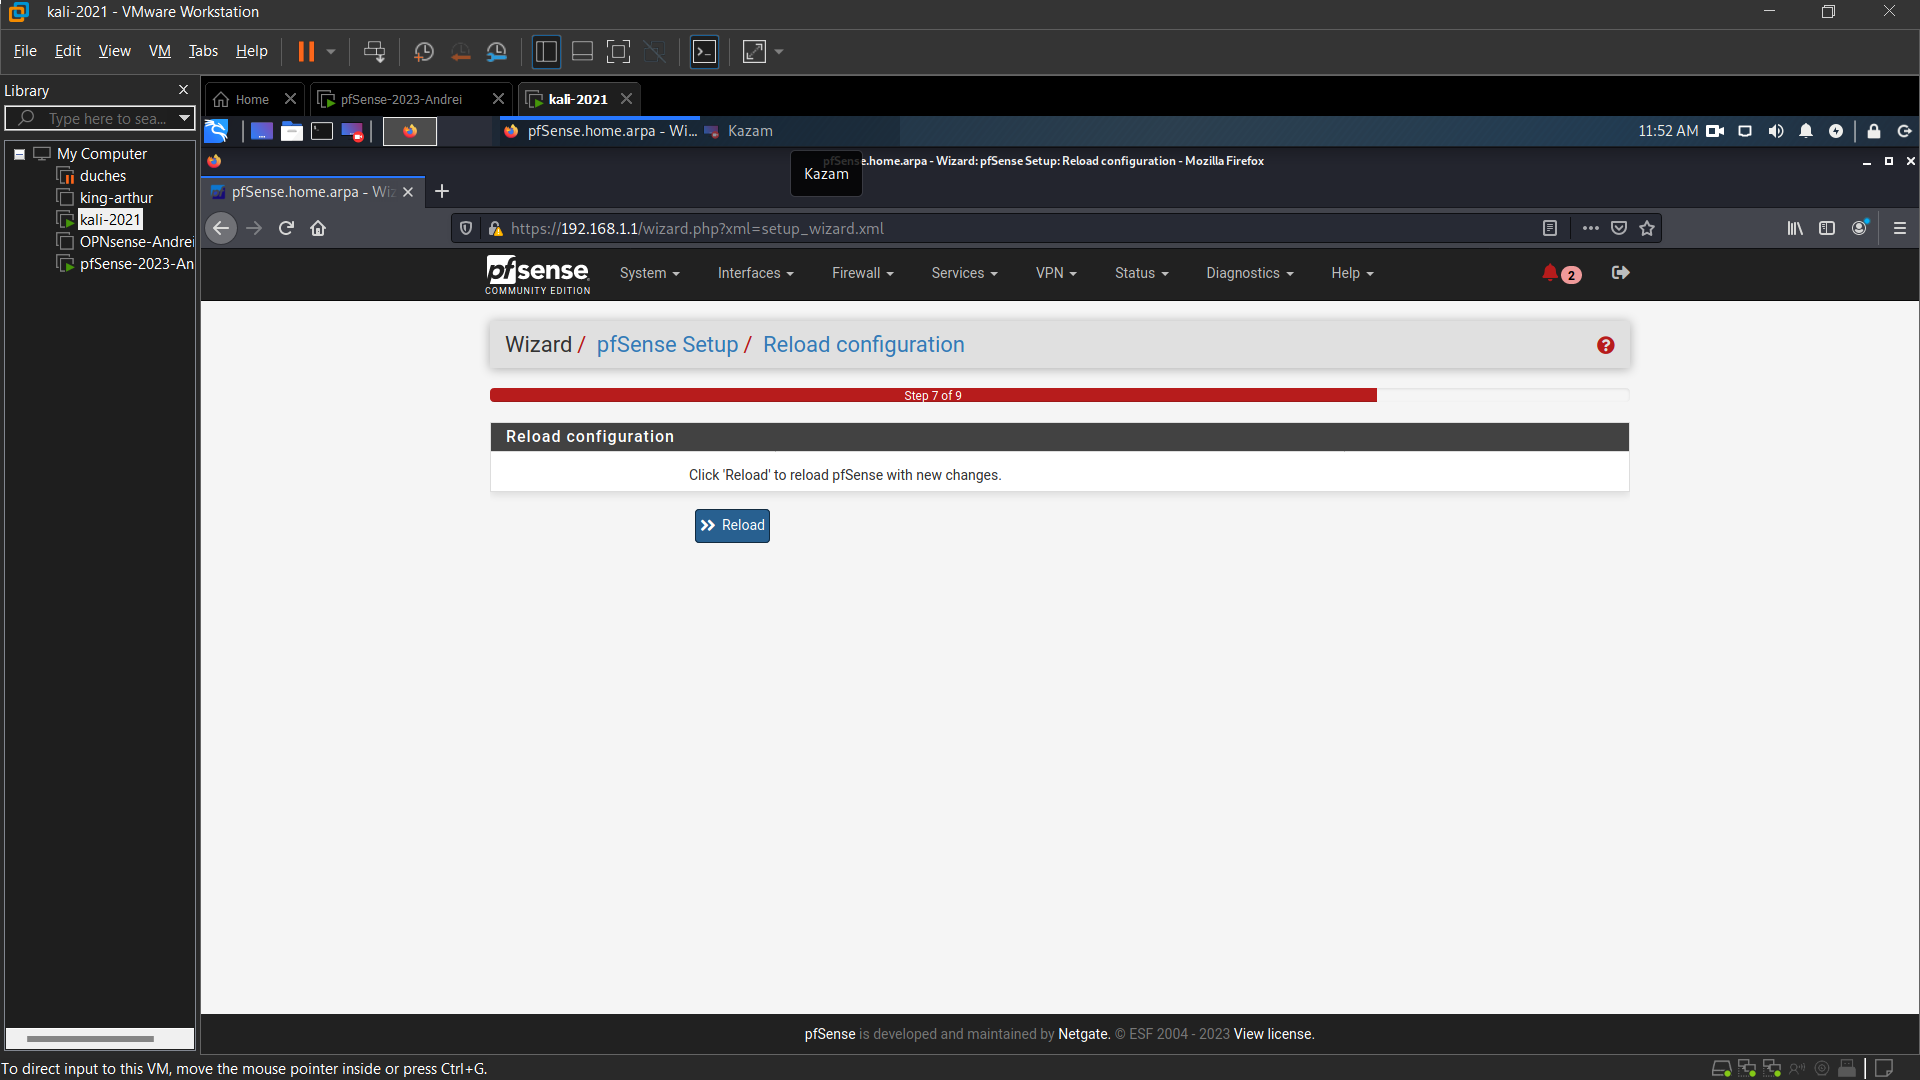 kali-2021 - VMware Workstation
File Edit View VM Tabs Help
Library
Type here to sea...
My Computer
duches
king-arthur
kali-2021
OPNsense-Andrei
pfSense-2023-An
Home
pfSense-2023-Andrei
kali-2021
pfSense.home.arpa - Wi...
Kazam
11:52 AM
pfSense.home.arpa - Wizard: pfSense Setup: Reload configuration - Mozilla Firefox
Kazam
pfSense.home.arpa - Wiz
https://192.168.1.1/wizard.php?xml=setup_wizard.xml
pfsense
COMMUNITY EDITION
System Interfaces Firewall Services VPN Status Diagnostics Help
2
Wizard / pfSense Setup / Reload configuration
Step 7 of 9
Reload configuration
Click 'Reload' to reload pfSense with new changes.
Reload
pfSense is developed and maintained by Netgate. © ESF 2004 - 2023 View license.
To direct input to this VM, move the mouse pointer inside or press Ctrl+G.